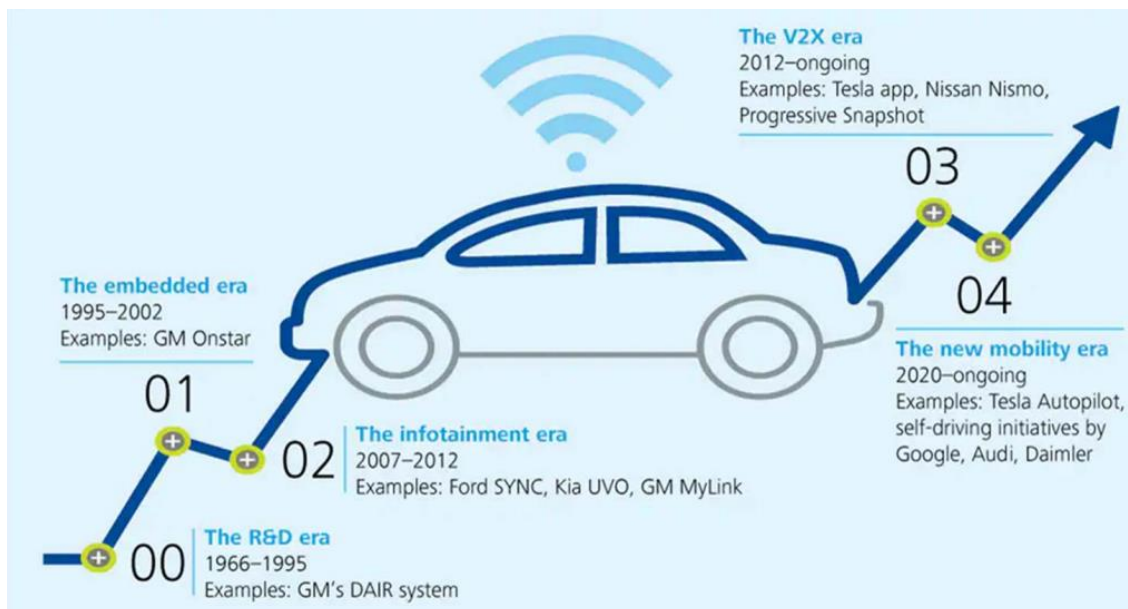 The V2X era
2012–ongoing
Examples: Tesla app, Nissan Nismo,
Progressive Snapshot
03
04
The new mobility era
2020–ongoing
Examples: Tesla Autopilot,
self-driving initiatives by
Google, Audi, Daimler
The embedded era
1995–2002
Examples: GM Onstar
01
02
The infotainment era
2007–2012
Examples: Ford SYNC, Kia UVO, GM MyLink
00
The R&D era
1966–1995
Examples: GM's DAIR system